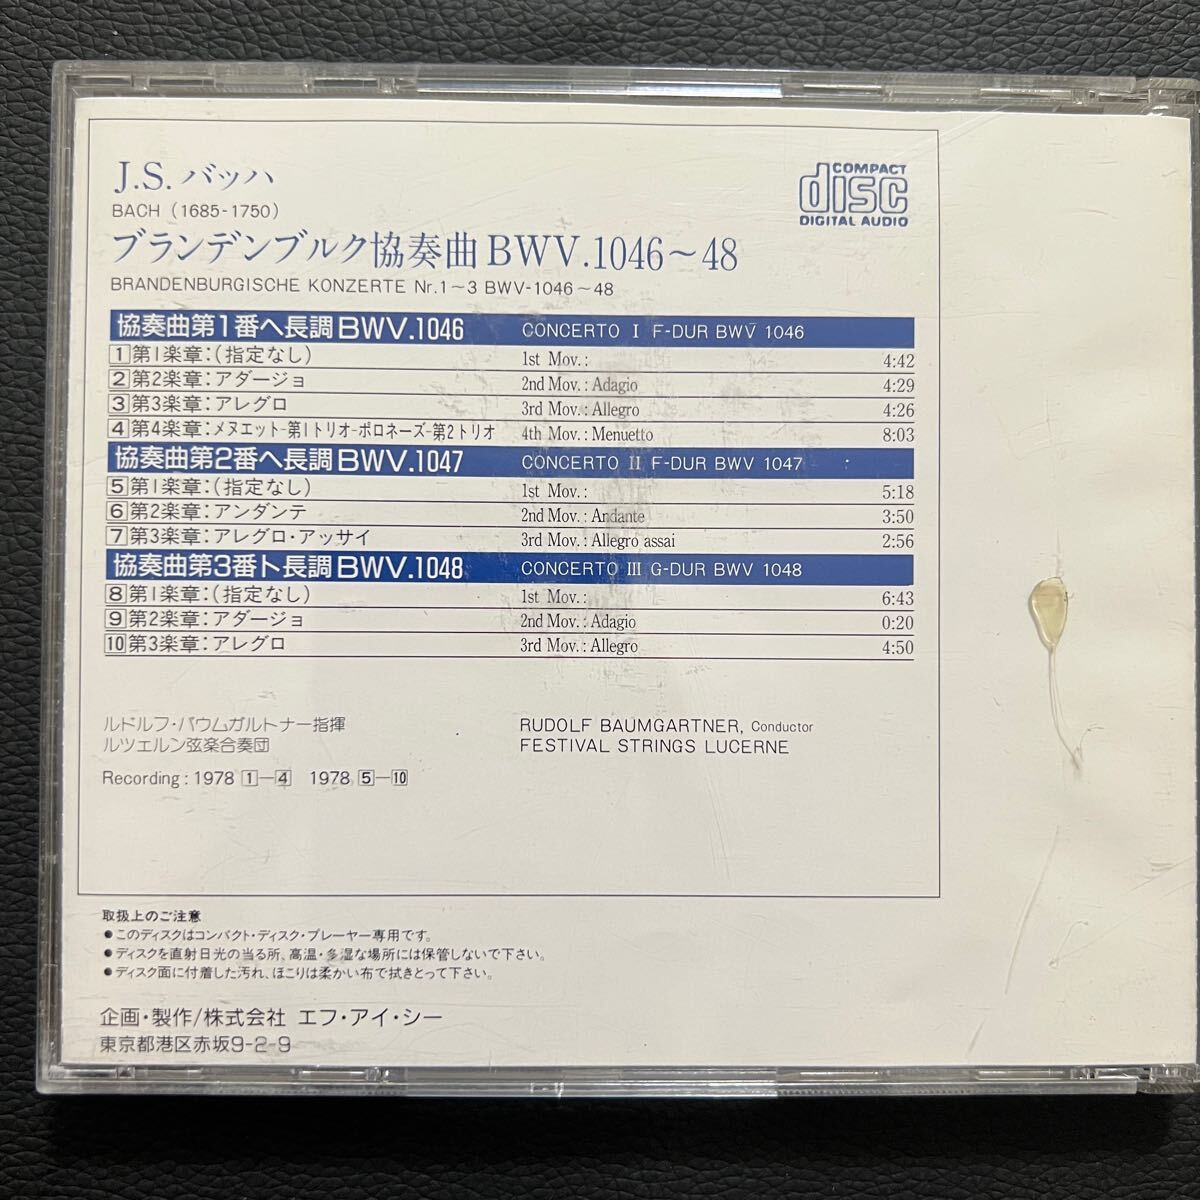 J.S. バッハ
BACH (1685-1750)
COMPACT
disc
DIGITAL AUDIO
ブランデンブルク協奏曲 BWV.1046～48
BRANDENBURGISCHE KONZERTE Nr.1～3 BWV-1046～48
協奏曲第1番ヘ長調 BWV.1046 CONCERTO I F-DUR BWV 1046
1 第1楽章：(指定なし) 1st Mov.: 4:42
2 第2楽章：アダージョ 2nd Mov.: Adagio 4:29
3 第3楽章：アレグロ 3rd Mov.: Allegro 4:26
4 第4楽章：メヌエット-第1トリオ-ポロネーズ-第2トリオ 4th Mov.: Menuetto 8:03
協奏曲第2番ヘ長調 BWV.1047 CONCERTO II F-DUR BWV 1047
5 第1楽章：(指定なし) 1st Mov.: 5:18
6 第2楽章：アンダンテ 2nd Mov.: Andante 3:50
7 第3楽章：アレグロ・アッサイ 3rd Mov.: Allegro assai 2:56
協奏曲第3番ト長調 BWV.1048 CONCERTO III G-DUR BWV 1048
8 第1楽章：(指定なし) 1st Mov.: 6:43
9 第2楽章：アダージョ 2nd Mov.: Adagio 0:20
10 第3楽章：アレグロ 3rd Mov.: Allegro 4:50
ルドルフ・バウムガルトナー指揮 RUDOLF BAUMGARTNER, Conductor
ルツェルン弦楽合奏団 FESTIVAL STRINGS LUCERNE
Recording : 1978 1—4 1978 5—10
取扱上のご注意
●このディスクはコンパクト・ディスク・プレーヤー専用です。
●ディスクを直射日光の当る所、高温・多湿な場所には保管しないで下さい。
●ディスク面に付着した汚れ、ほこりは柔かい布で拭きとって下さい。
企画・製作/株式会社 エフ・アイ・シー
東京都港区赤坂9-2-9